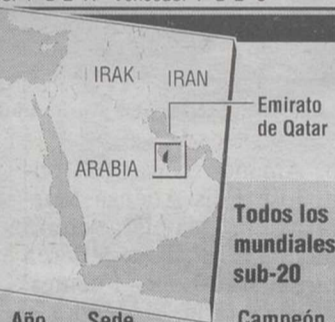 IRAK IRAN
Emirato
de Qatar
ARABIA
Todos los
mundiales
sub-20
Año Sede Campeón